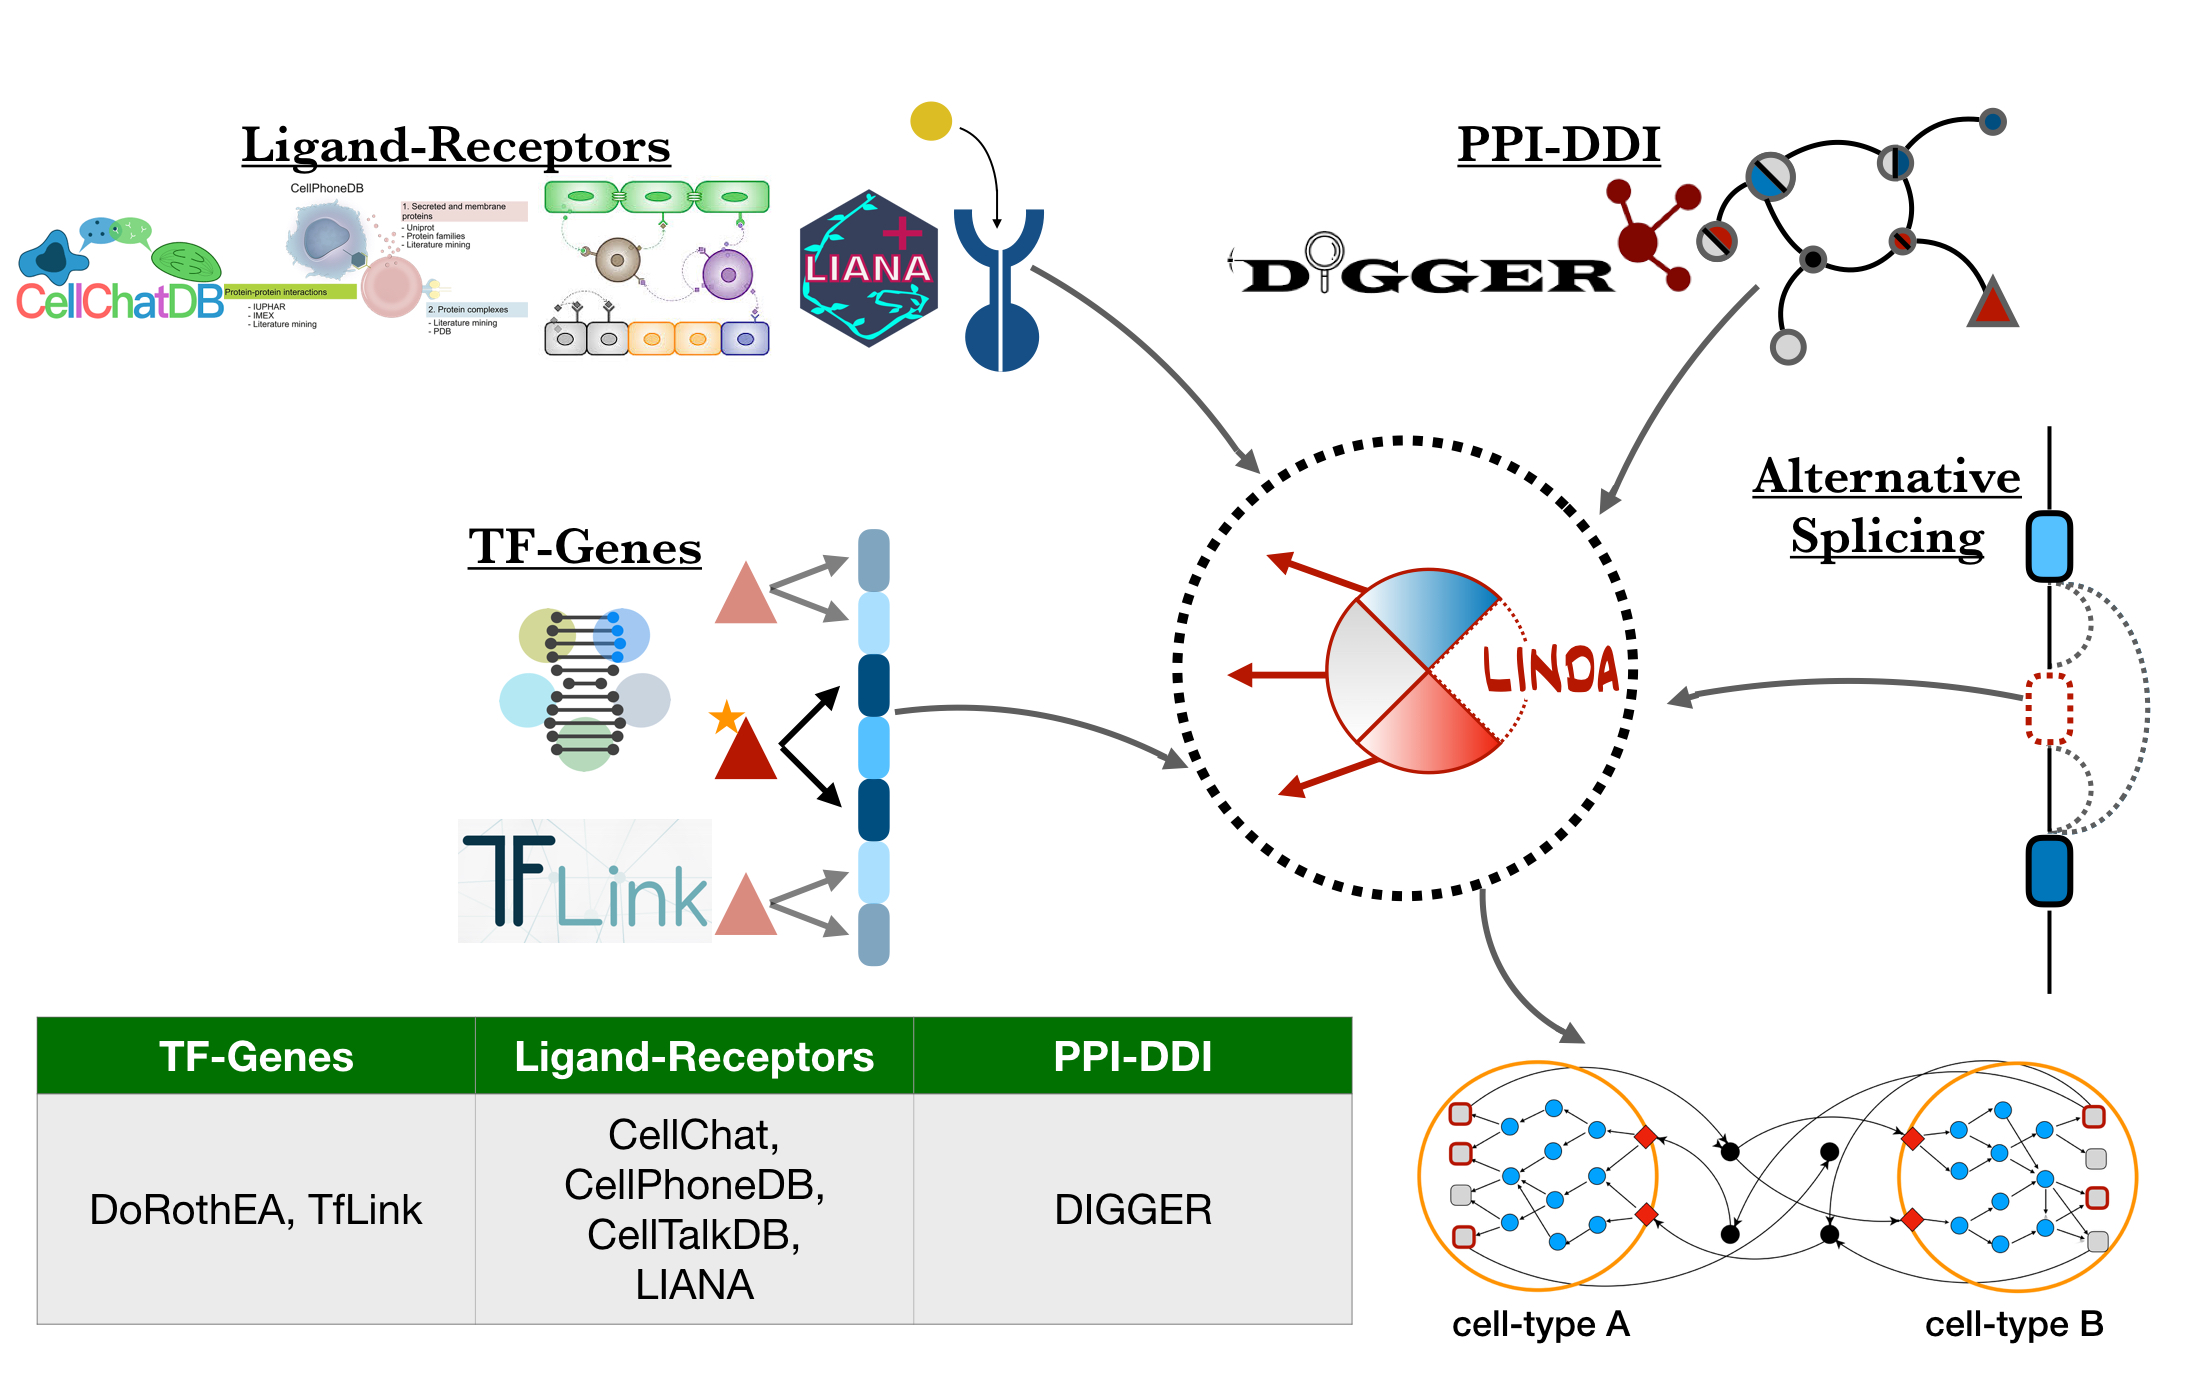 Ligand-Receptors
CellPhoneDB
1. Secreted and membrane
proteins
- Uniprot
- Protein families
- Literature mining
CellChatDB
Protein-protein interactions
- IUPHAR
- IMEX
- Literature mining
2. Protein complexes
- Literature mining
- PDB
LIANA
+
PPI-DDI
DIGGER
Alternative
Splicing
TF-Genes
TFLink
LINDA
TF-Genes
Ligand-Receptors
PPI-DDI
DoRothEA, TfLink
CellChat,
CellPhoneDB,
CellTalkDB,
LIANA
DIGGER
cell-type A
cell-type B